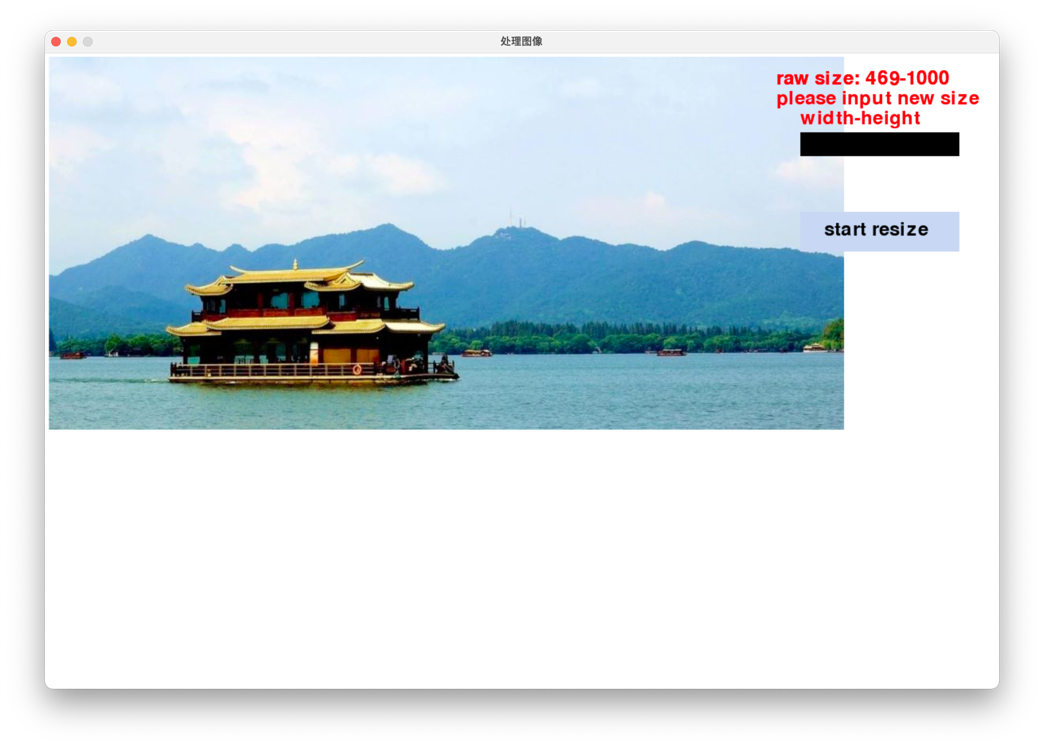 处理图像
raw size: 469-1000
please input new size
width-height
start resize